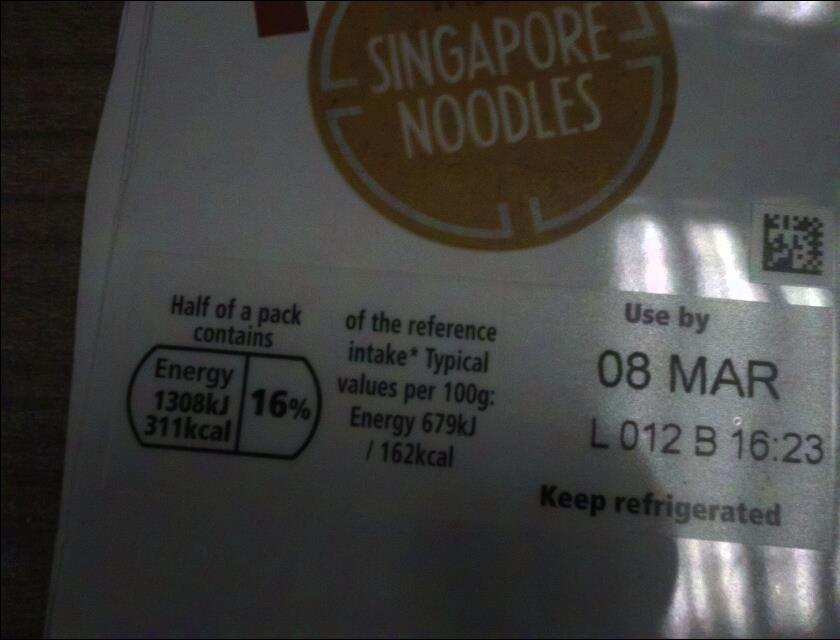 SINGAPORE
NOODLES
Half of a pack
contains
Energy
1308kJ
311kcal
16%
of the reference
intake* Typical
values per 100g:
Energy 679kJ
/ 162kcal
Use by
08 MAR
L 012 B 16:23
Keep refrigerated